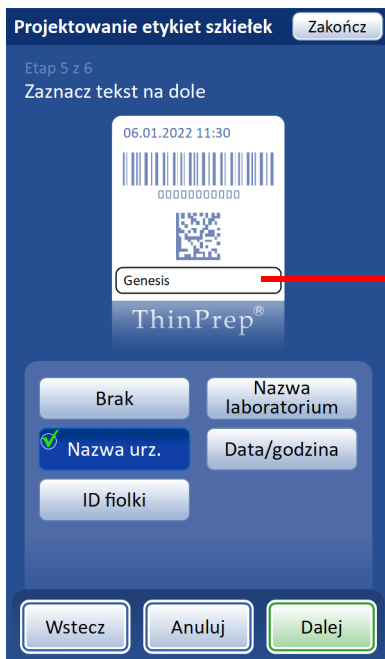 Projektowanie etykiet szkiełek
Zakończ
Etap 5 z 6
Zaznacz tekst na dole
06.01.2022 11:30
00000000000
Genesis
ThinPrep®
Brak
Nazwa
laboratorium
Nazwa urz.
Data/godzina
ID fiolki
Wstecz
Anuluj
Dalej